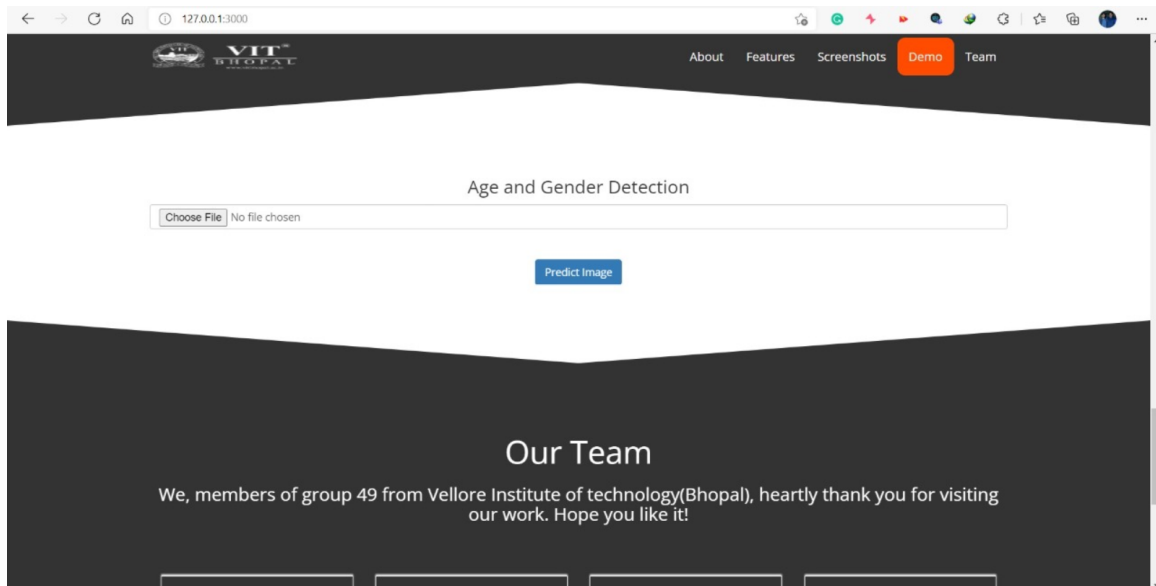 127.0.0.1:3000
VIT
BHOPAL
About Features Screenshots Demo Team
Age and Gender Detection
Choose File No file chosen
Predict Image
Our Team
We, members of group 49 from Vellore Institute of technology(Bhopal), heartly thank you for visiting
our work. Hope you like it!